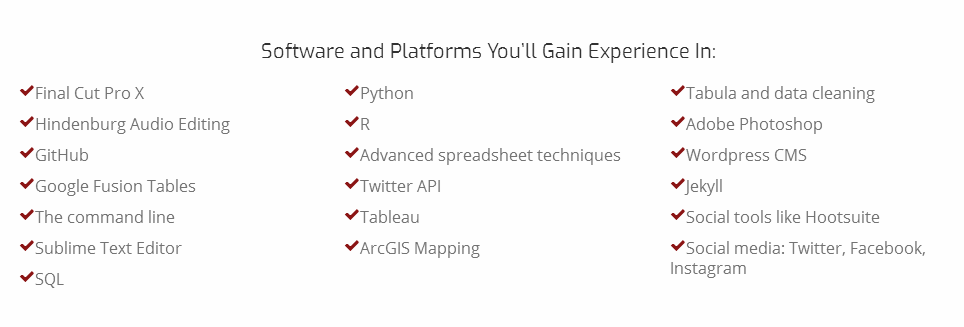 Software and Platforms You'll Gain Experience In:
Final Cut Pro X
Hindenburg Audio Editing
GitHub
Google Fusion Tables
The command line
Sublime Text Editor
SQL
Python
R
Advanced spreadsheet techniques
Twitter API
Tableau
ArcGIS Mapping
Tabula and data cleaning
Adobe Photoshop
Wordpress CMS
Jekyll
Social tools like Hootsuite
Social media: Twitter, Facebook,
Instagram